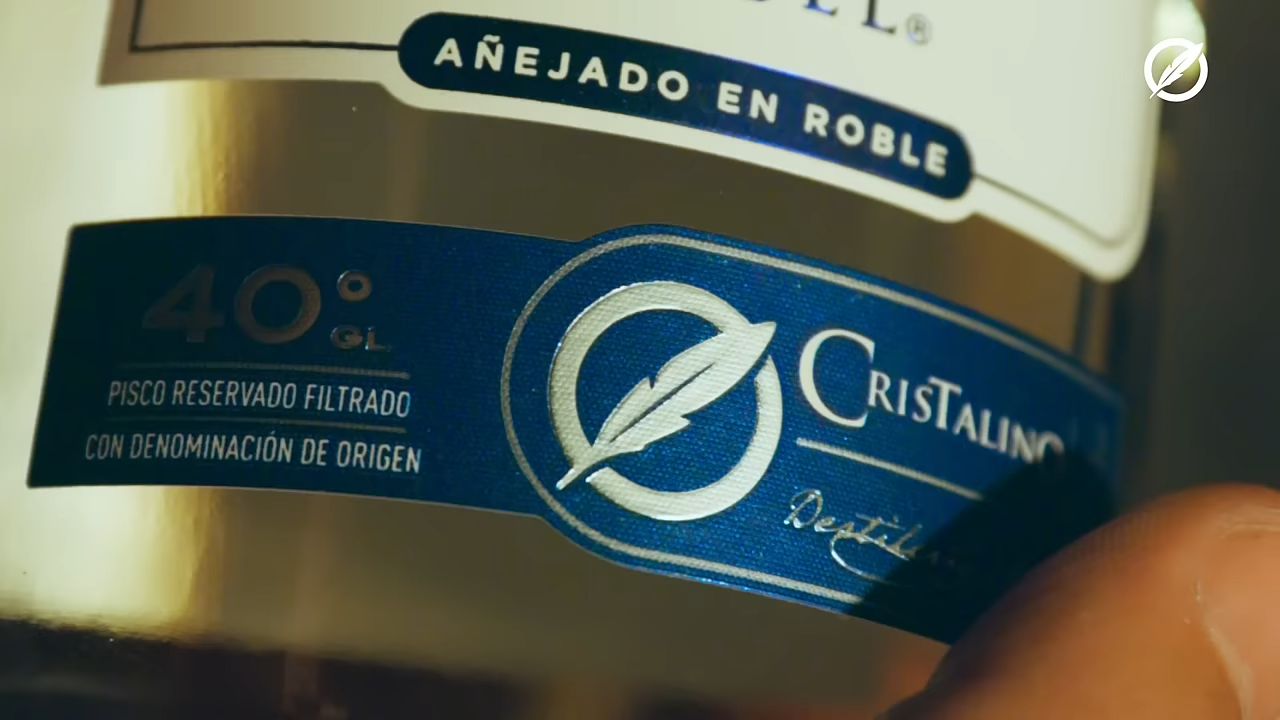 ®
AÑEJADO EN ROBLE
40°
GL
PISCO RESERVADO FILTRADO
CON DENOMINACIÓN DE ORIGEN
CRISTALINO